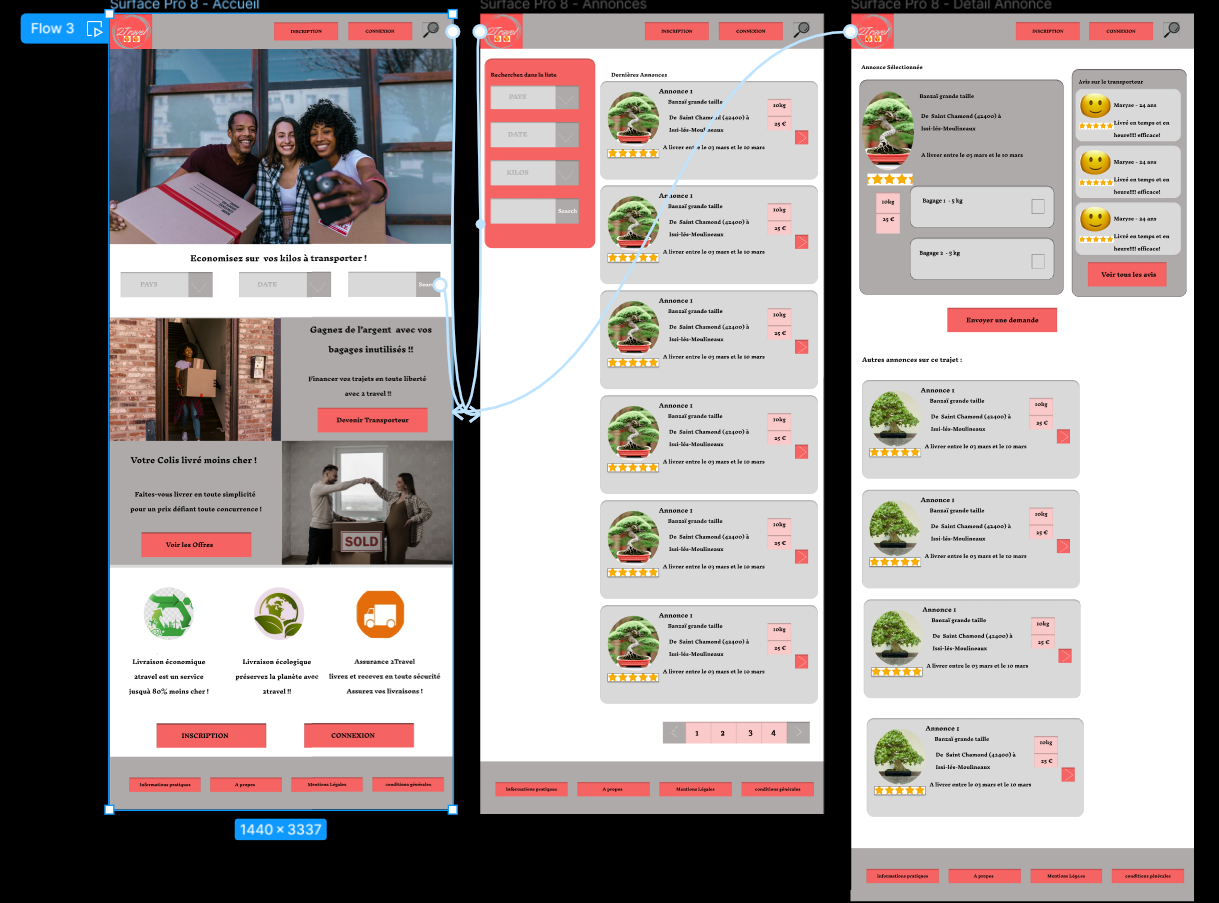 Surface Pro 8 - Accueil
Flow 3
2Travel
INSCRIPTION
CONNEXION
Economisez sur vos kilos à transporter !
PAYS
DATE
Search
Gagnez de l'argent avec vos
bagages inutilisés !!
Financer vos trajets en toute liberté
avec 2 travel !!
Devenir Transporteur
Votre Colis livré moins cher !
Faites-vous livrer en toute simplicité
pour un prix défiant toute concurrence !
Voir les Offres
SOLD
Livraison économique
2travel est un service
jusquà 80% moins cher !
Livraison écologique
préservez la planète avec
2travel !!
Assurance 2Travel
livrez et recevez en toute sécurité
Assurez vos livraisons !
INSCRIPTION
CONNEXION
Informations pratiques
A propos
Mentions Légales
conditions générales
1440 × 3337
Surface Pro 8 - Annonces
2Travel
INSCRIPTION
CONNEXION
Recherchez dans la liste
PAYS
DATE
KILOS
Search
Dernières Annonces
Annonce 1
Banzaï grande taille
De Saint Chamond (42400) à
Issi-lés-Moulineaux
A livrer entre le 03 mars et le 10 mars
10kg
25 €
Annonce 1
Banzaï grande taille
De Saint Chamond (42400) à
Issi-lés-Moulineaux
A livrer entre le 03 mars et le 10 mars
10kg
25 €
Annonce 1
Banzaï grande taille
De Saint Chamond (42400) à
Issi-lés-Moulineaux
A livrer entre le 03 mars et le 10 mars
10kg
25 €
Annonce 1
Banzaï grande taille
De Saint Chamond (42400) à
Issi-lés-Moulineaux
A livrer entre le 03 mars et le 10 mars
10kg
25 €
Annonce 1
Banzaï grande taille
De Saint Chamond (42400) à
Issi-lés-Moulineaux
A livrer entre le 03 mars et le 10 mars
10kg
25 €
Annonce 1
Banzaï grande taille
De Saint Chamond (42400) à
Issi-lés-Moulineaux
A livrer entre le 03 mars et le 10 mars
10kg
25 €
1 2 3 4
Informations pratiques
A propos
Mentions Légales
conditions générales
Surface Pro 8 - Détail Annonce
2Travel
INSCRIPTION
CONNEXION
Annonce Sélectionnée
Banzaï grande taille
De Saint Chamond (42400) à
Issi-lés-Moulineaux
A livrer entre le 03 mars et le 10 mars
10kg
25 €
Bagage 1 - 5 kg
Bagage 2 - 5 kg
Avis sur le transporteur
Maryse - 24 ans
Livré en temps et en
heure!!!! efficace!
Maryse - 24 ans
Livré en temps et en
heure!!!! efficace!
Maryse - 24 ans
Livré en temps et en
heure!!!! efficace!
Voir tous les avis
Envoyer une demande
Autres annonces sur ce trajet :
Annonce 1
Banzaï grande taille
De Saint Chamond (42400) à
Issi-lés-Moulineaux
A livrer entre le 03 mars et le 10 mars
10kg
25 €
Annonce 1
Banzaï grande taille
De Saint Chamond (42400) à
Issi-lés-Moulineaux
A livrer entre le 03 mars et le 10 mars
10kg
25 €
Annonce 1
Banzaï grande taille
De Saint Chamond (42400) à
Issi-lés-Moulineaux
A livrer entre le 03 mars et le 10 mars
10kg
25 €
Annonce 1
Banzaï grande taille
De Saint Chamond (42400) à
Issi-lés-Moulineaux
A livrer entre le 03 mars et le 10 mars
10kg
25 €
Informations pratiques
A propos
Mentions Légales
conditions générales